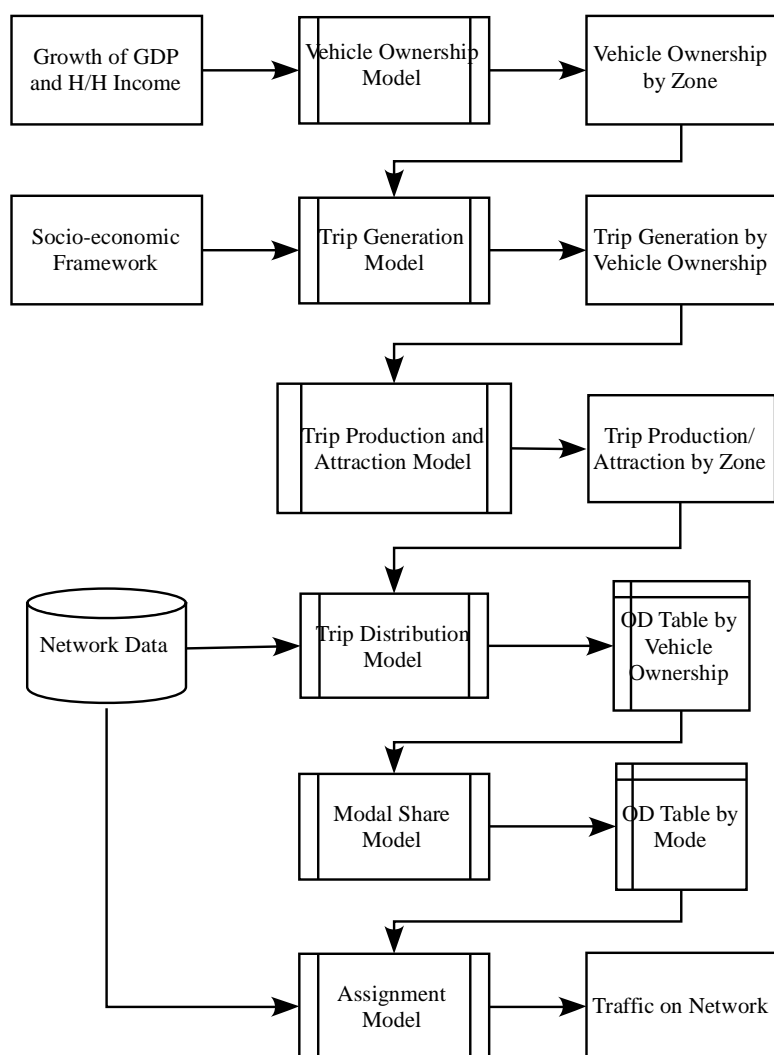 Growth of GDP
and H/H Income
Vehicle Ownership
Model
Vehicle Ownership
by Zone
Socio-economic
Framework
Trip Generation
Model
Trip Generation by
Vehicle Ownership
Trip Production and
Attraction Model
Trip Production/
Attraction by Zone
Network Data
Trip Distribution
Model
OD Table by
Vehicle
Ownership
Modal Share
Model
OD Table by
Mode
Assignment
Model
Traffic on Network